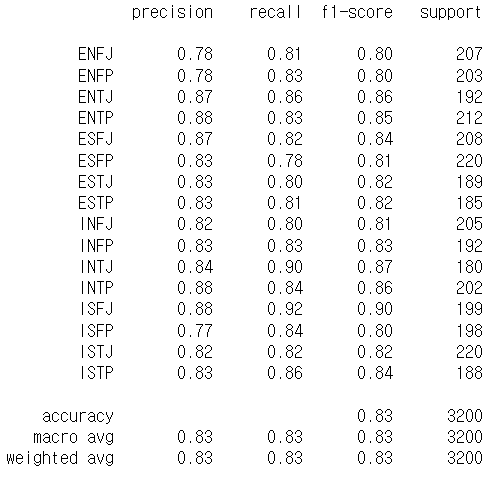 precision recall f1-score support
ENFJ 0.78 0.81 0.80 207
ENFP 0.78 0.83 0.80 203
ENTJ 0.87 0.86 0.86 192
ENTP 0.88 0.83 0.85 212
ESFJ 0.87 0.82 0.84 208
ESFP 0.83 0.78 0.81 220
ESTJ 0.83 0.80 0.82 189
ESTP 0.83 0.81 0.82 185
INFJ 0.82 0.80 0.81 205
INFP 0.83 0.83 0.83 192
INTJ 0.84 0.90 0.87 180
INTP 0.88 0.84 0.86 202
ISFJ 0.88 0.92 0.90 199
ISFP 0.77 0.84 0.80 198
ISTJ 0.82 0.82 0.82 220
ISTP 0.83 0.86 0.84 188
accuracy 0.83 3200
macro avg 0.83 0.83 0.83 3200
weighted avg 0.83 0.83 0.83 3200